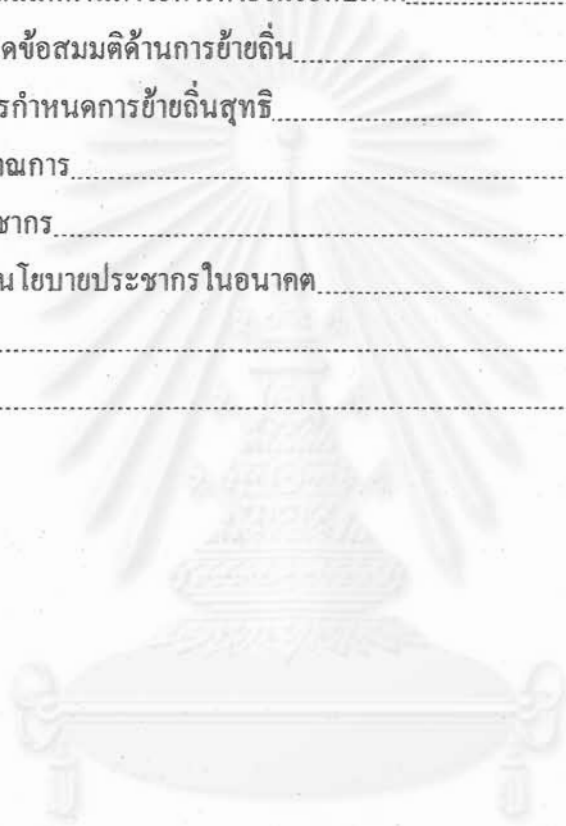 ดข้อสมมติด้านการย้ายถิ่น
รกำหนดการย้ายถิ่นสุทธิ
ณการ
ชากร
นโยบายประชากรในอนาคต